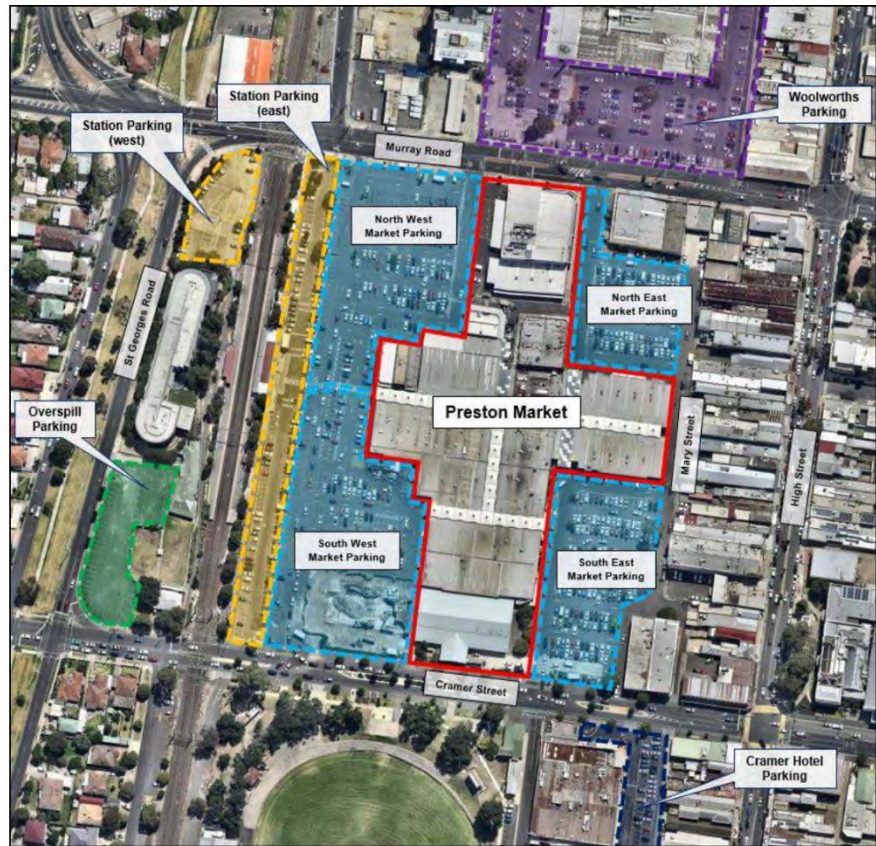 Station Parking
(east)
Woolworths
Parking
Station Parking
(west)
Murray Road
North West
Market Parking
North East
Market Parking
St Georges Road
Overspill
Parking
Preston Market
Mary Street
High Street
South West
Market Parking
South East
Market Parking
Cramer Street
Cramer Hotel
Parking